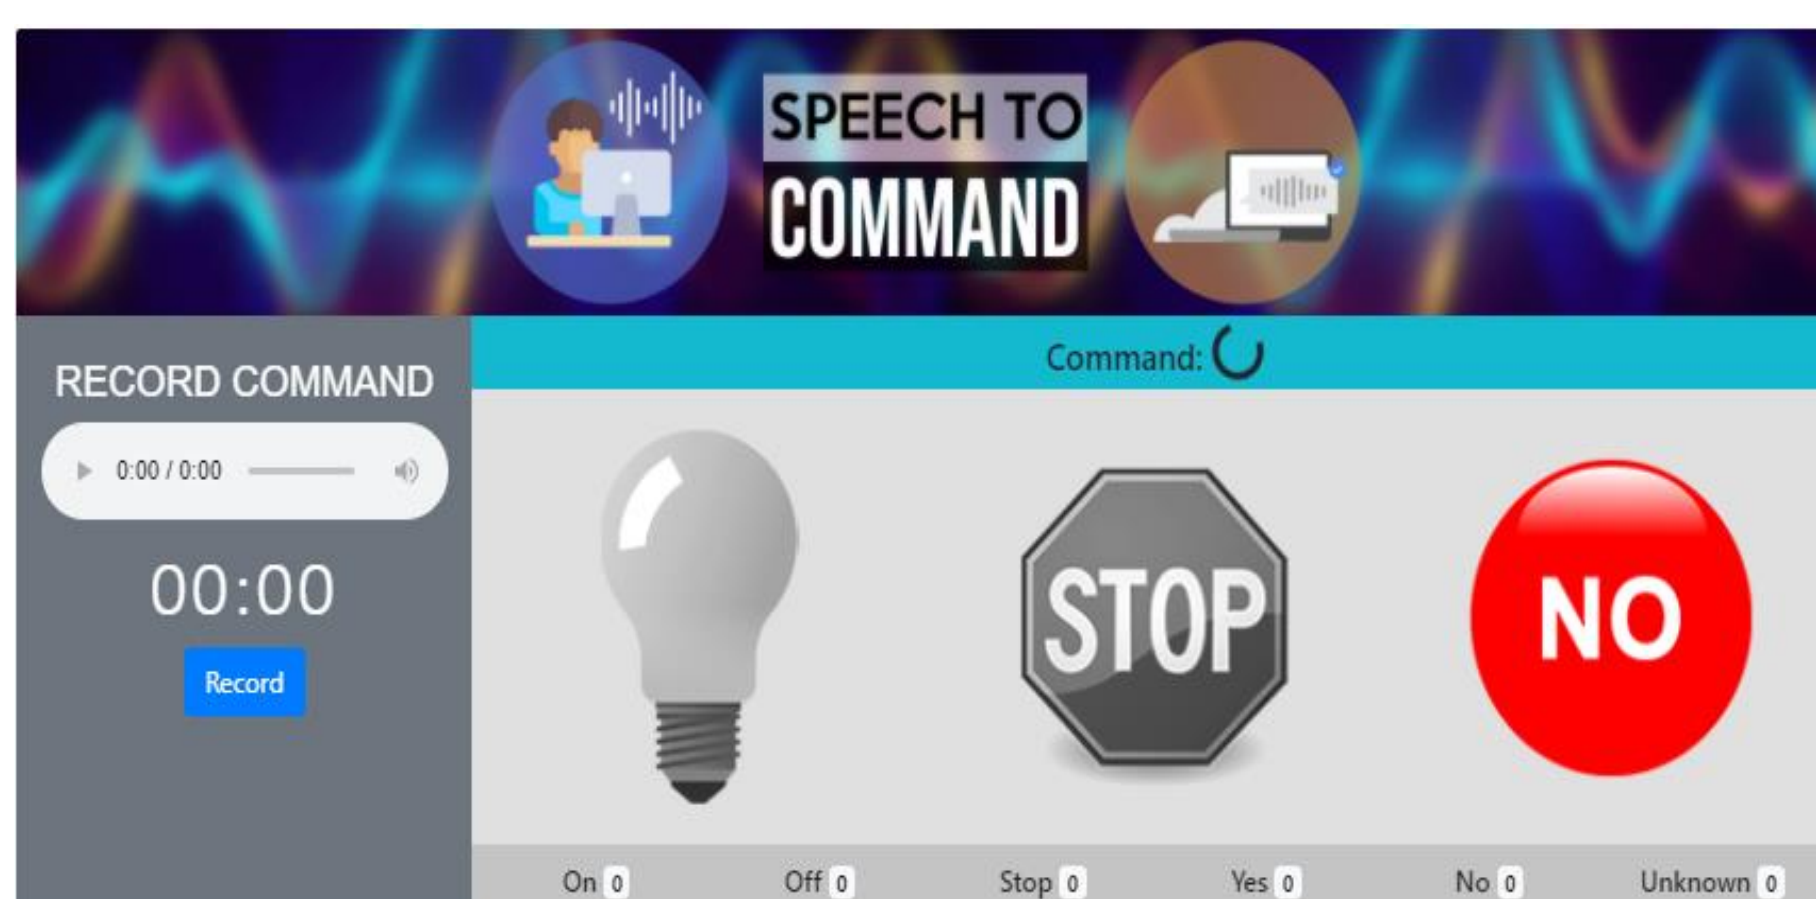 SPEECH TO
COMMAND
RECORD COMMAND
0:00 / 0:00
00:00
Record
Command:
STOP
NO
On 0 Off 0 Stop 0 Yes 0 No 0 Unknown 0